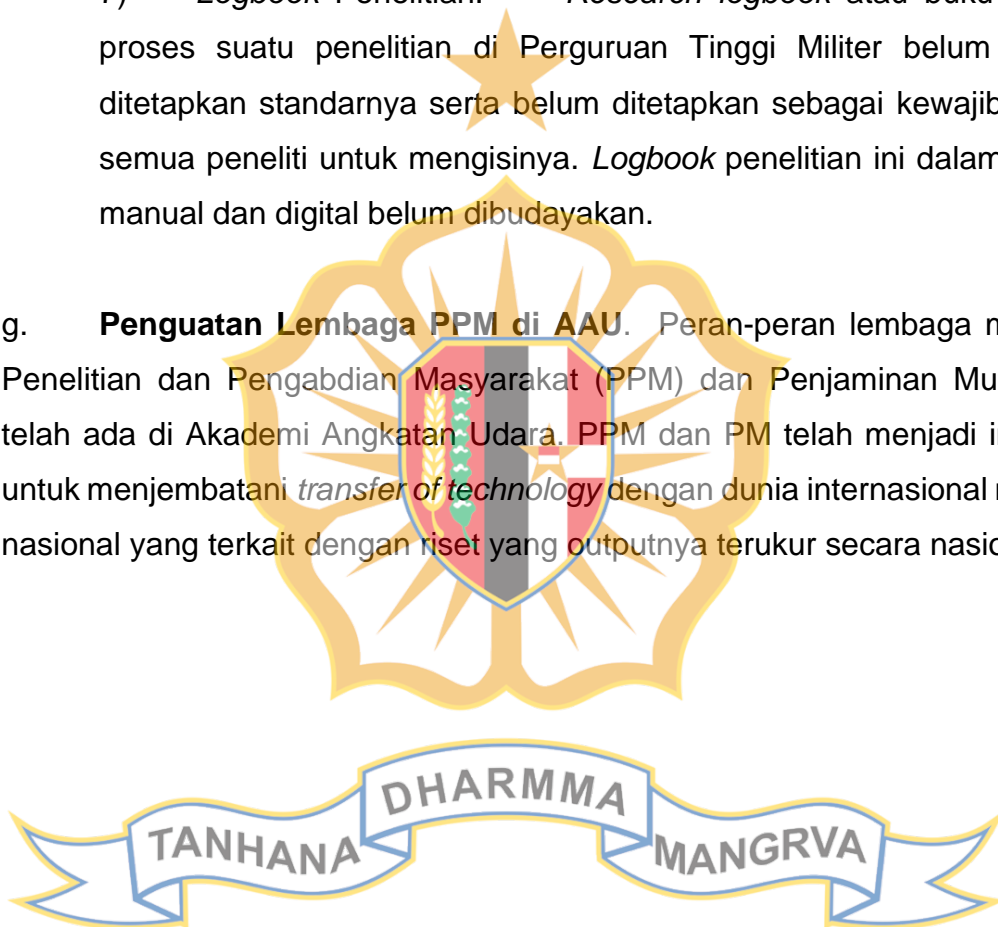 Logbook Penelitian. Research logbook atau buku
proses suatu penelitian di Perguruan Tinggi Militer belum
ditetapkan standarnya serta belum ditetapkan sebagai
semua peneliti untuk mengisinya. Logbook penelitian ini dalam
manual dan digital belum dibudayakan.
g. Penguatan Lembaga PPM di AAU. Peran-peran lembaga
Penelitian dan Pengabdian Masyarakat (PPM) dan Penjaminan
telah ada di Akademi Angkatan Udara. PPM dan PM telah menjadi
untuk menjembatani transfer of technology dengan dunia internasional
nasional yang terkait dengan riset yang outputnya terukur secara
TANHANA DHARMMA MANGRVA